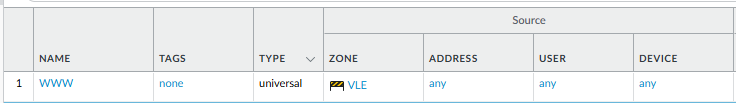 Source
NAME TAGS TYPE ZONE ADDRESS USER DEVICE
1 WWW none universal VLE any any any